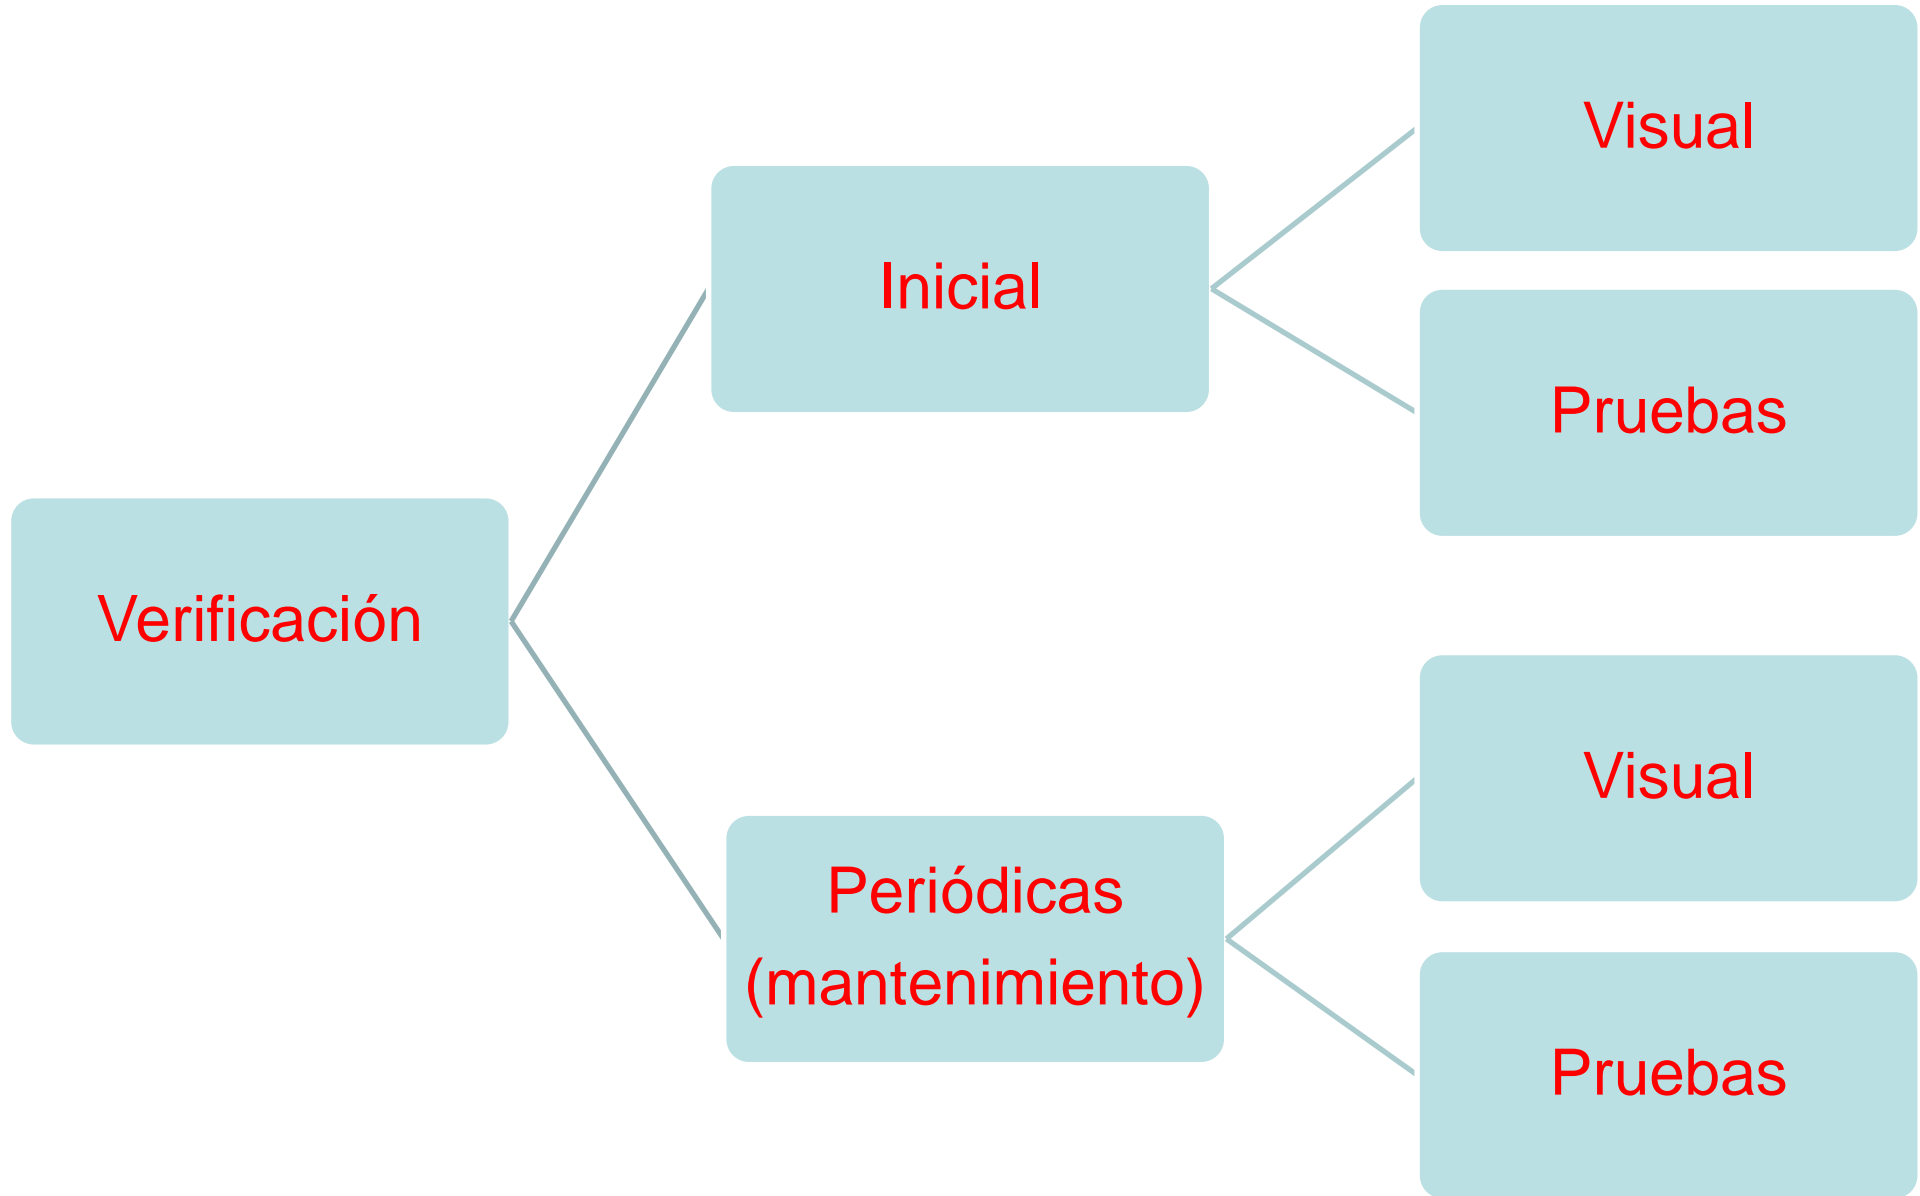 Verificación
Inicial
Visual
Pruebas
Periódicas
(mantenimiento)
Visual
Pruebas